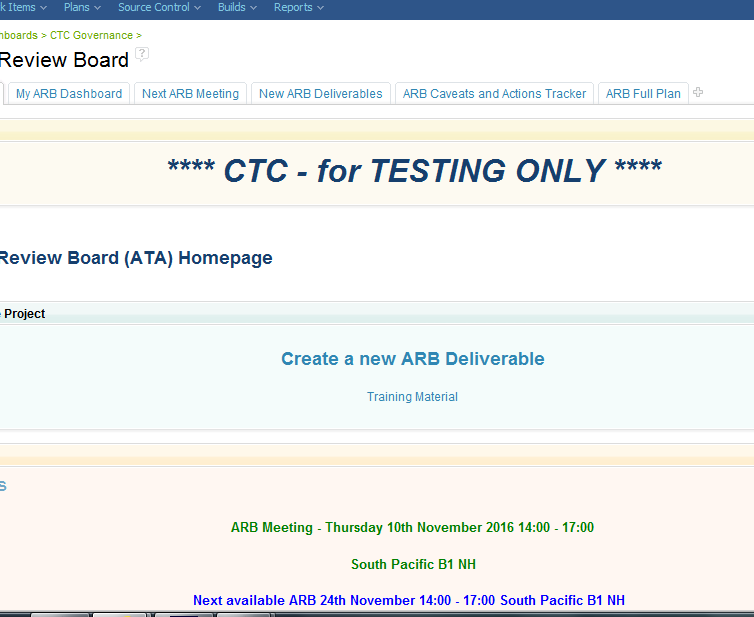 k Items Plans Source Control Builds Reports
hboards > CTC Governance >
Review Board ?
My ARB Dashboard Next ARB Meeting New ARB Deliverables ARB Caveats and Actions Tracker ARB Full Plan
**** CTC - for TESTING ONLY ****
Review Board (ATA) Homepage
Project
Create a new ARB Deliverable
Training Material
s
ARB Meeting - Thursday 10th November 2016 14:00 - 17:00
South Pacific B1 NH
Next available ARB 24th November 14:00 - 17:00 South Pacific B1 NH